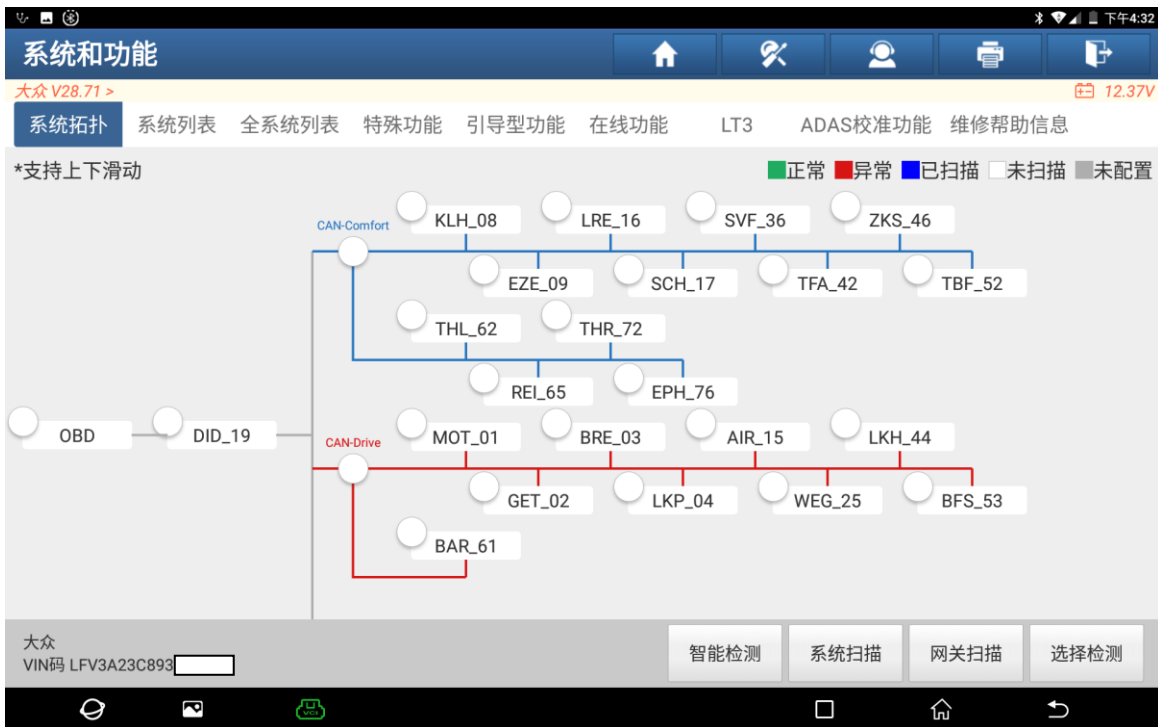 下午4:32
系统和功能
大众 V28.71 >
12.37V
系统拓扑 系统列表 全系统列表 特殊功能 引导型功能 在线功能 LT3 ADAS校准功能 维修帮助信息
*支持上下滑动
正常 异常 已扫描 未扫描 未配置
CAN-Comfort
KLH_08 LRE_16 SVF_36 ZKS_46
EZE_09 SCH_17 TFA_42 TBF_52
THL_62 THR_72
REI_65 EPH_76
OBD DID_19
CAN-Drive
MOT_01 BRE_03 AIR_15 LKH_44
GET_02 LKP_04 WEG_25 BFS_53
BAR_61
大众
VIN码 LFV3A23C893
智能检测 系统扫描 网关扫描 选择检测
VCI